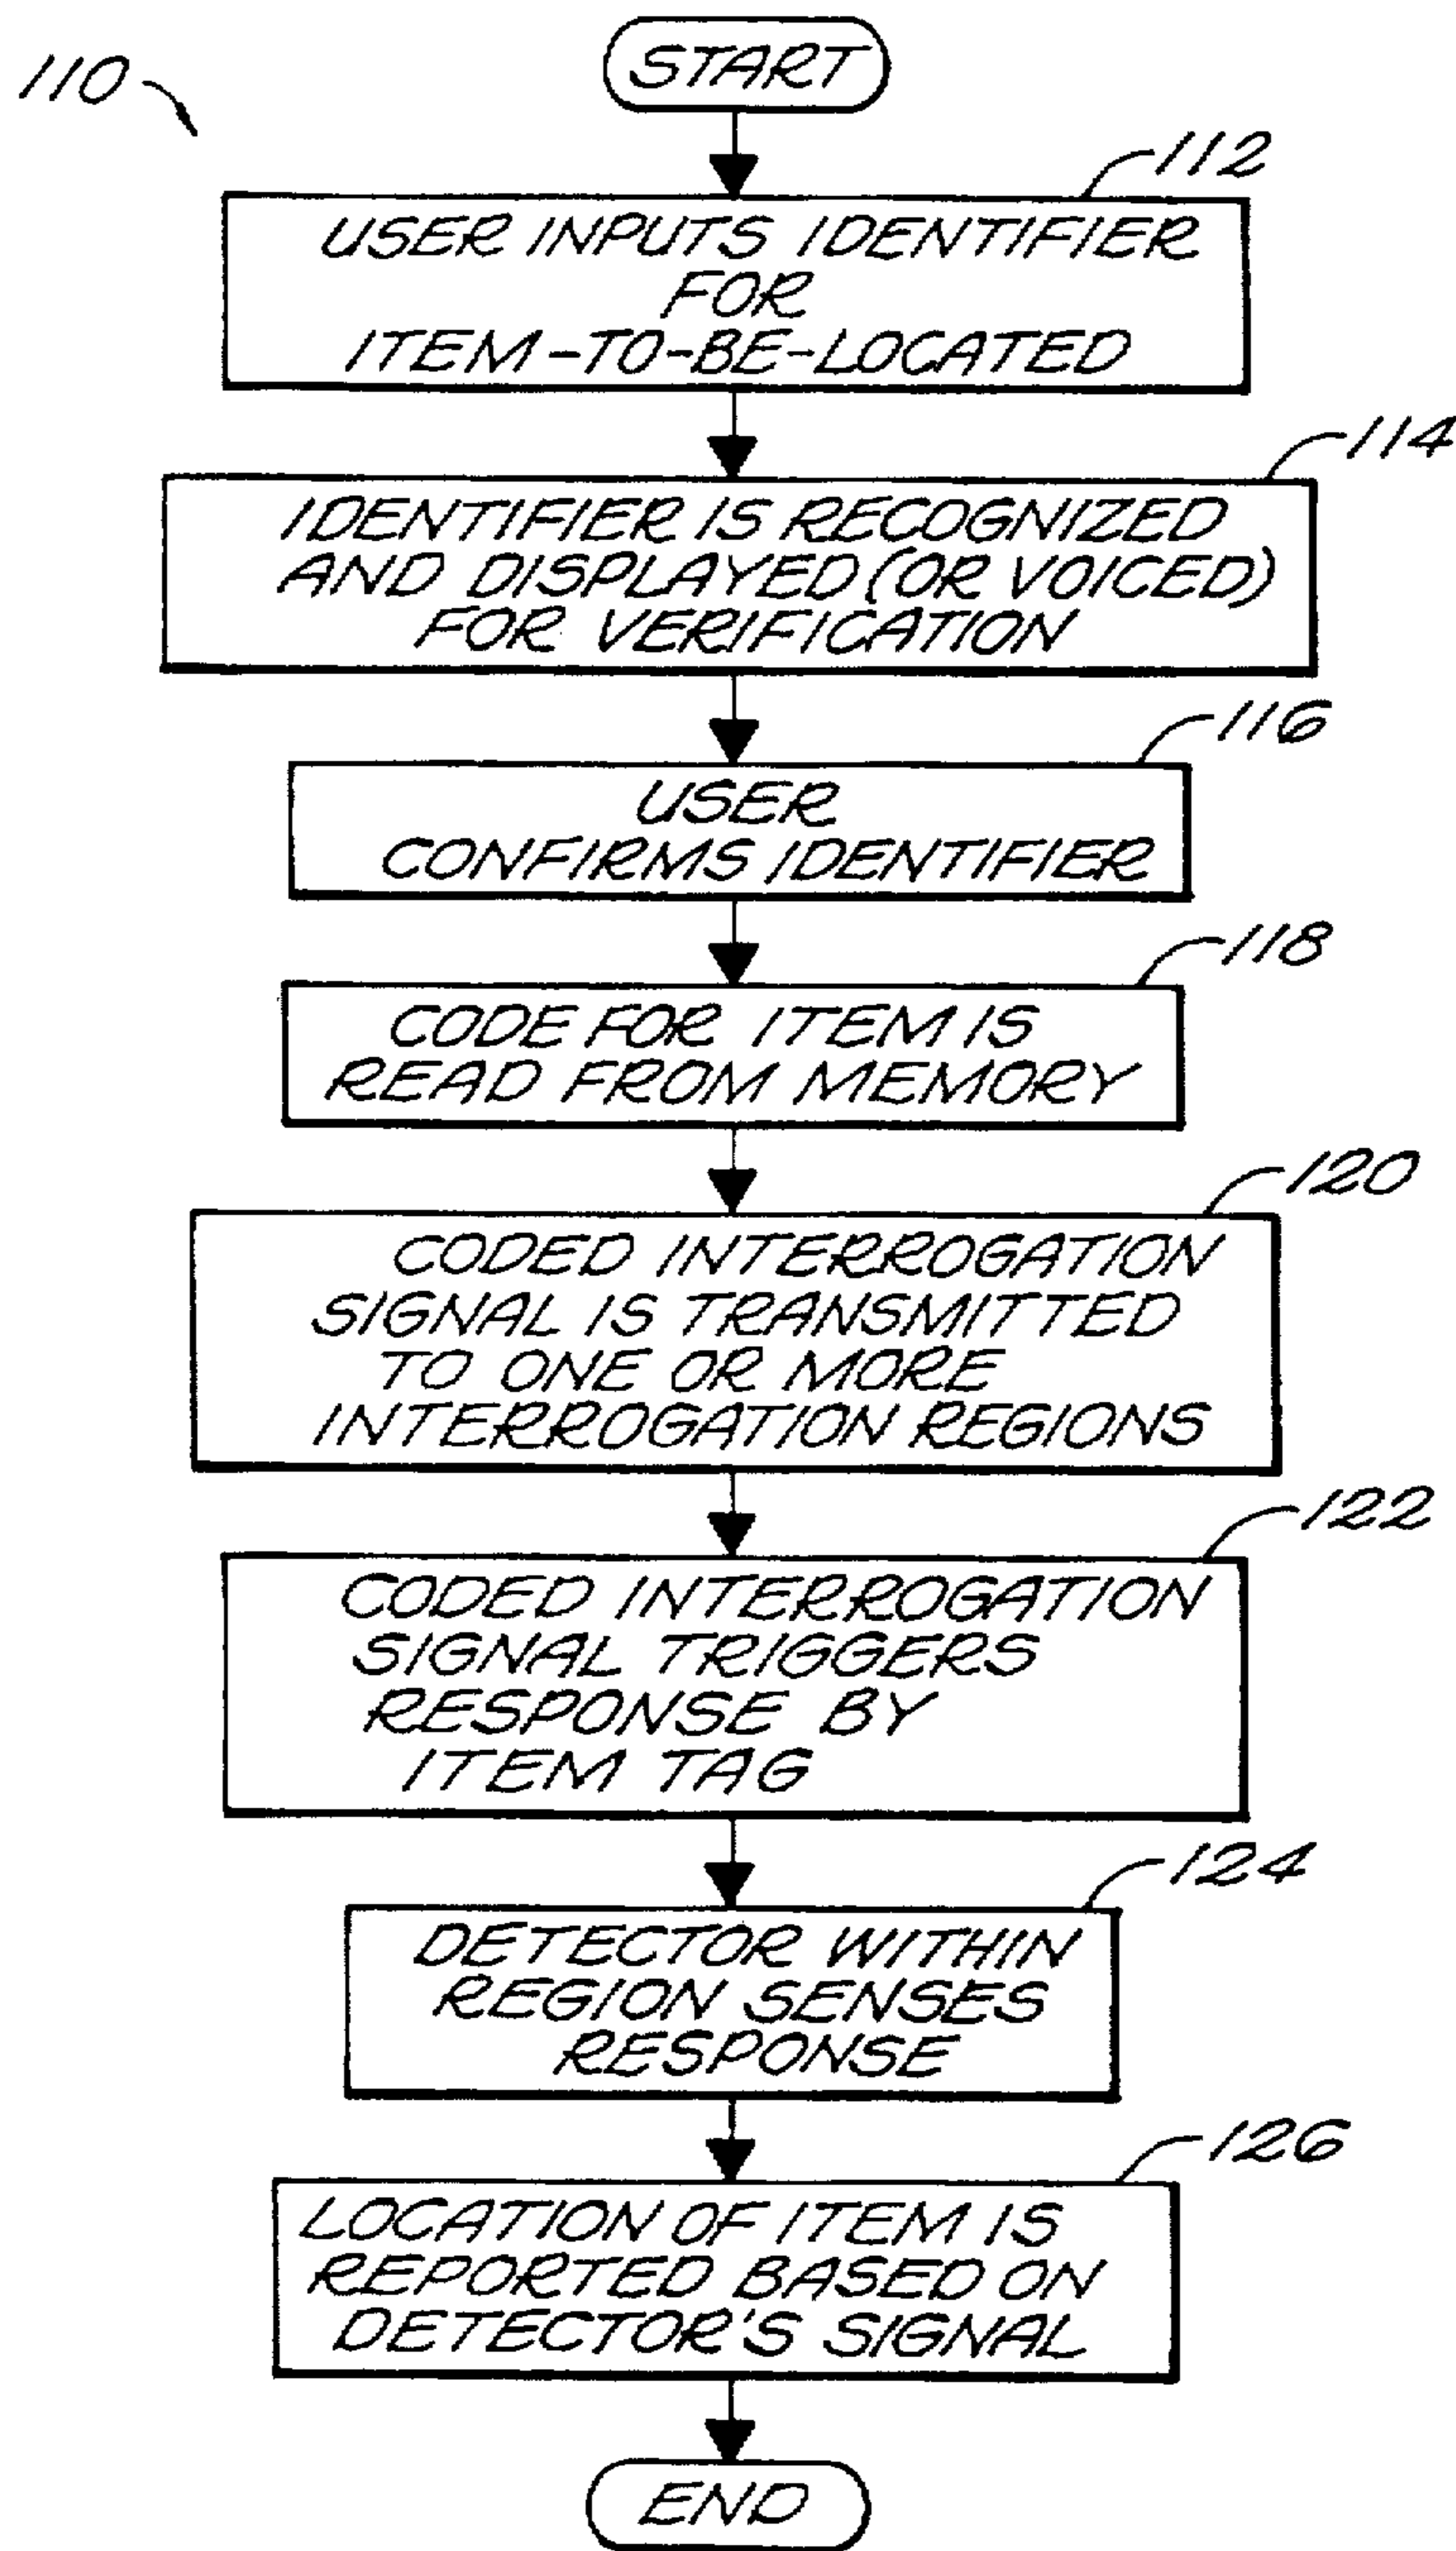 START
110
112
USER INPUTS IDENTIFIER
FOR
ITEM-TO-BE-LOCATED
114
IDENTIFIER IS RECOGNIZED
AND DISPLAYED (OR VOICED)
FOR VERIFICATION
116
USER
CONFIRMS IDENTIFIER
118
CODE FOR ITEM IS
READ FROM MEMORY
120
CODED INTERROGATION
SIGNAL IS TRANSMITTED
TO ONE OR MORE
INTERROGATION REGIONS
122
CODED INTERROGATION
SIGNAL TRIGGERS
RESPONSE BY
ITEM TAG
124
DETECTOR WITHIN
REGION SENSES
RESPONSE
126
LOCATION OF ITEM IS
REPORTED BASED ON
DETECTOR'S SIGNAL
END